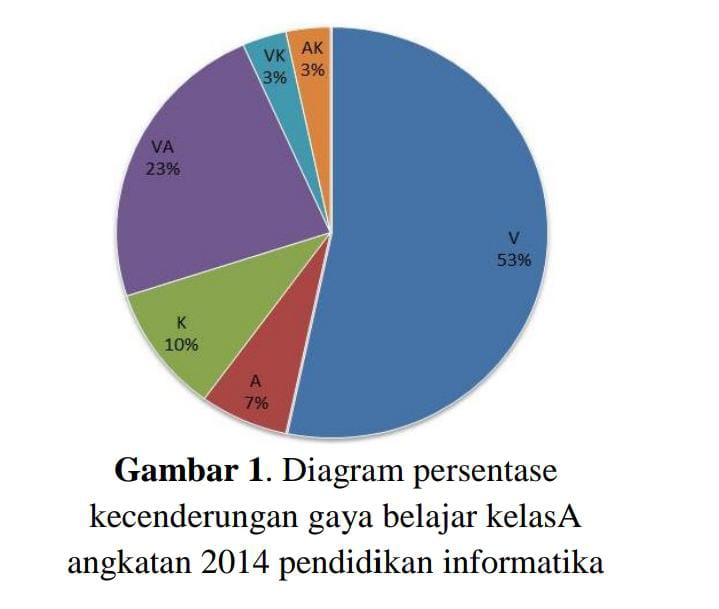 VK
3%
AK
3%
VA
23%
V
53%
K
10%
A
7%
Gambar 1. Diagram persentase
kecenderungan gaya belajar kelasA
angkatan 2014 pendidikan informatika